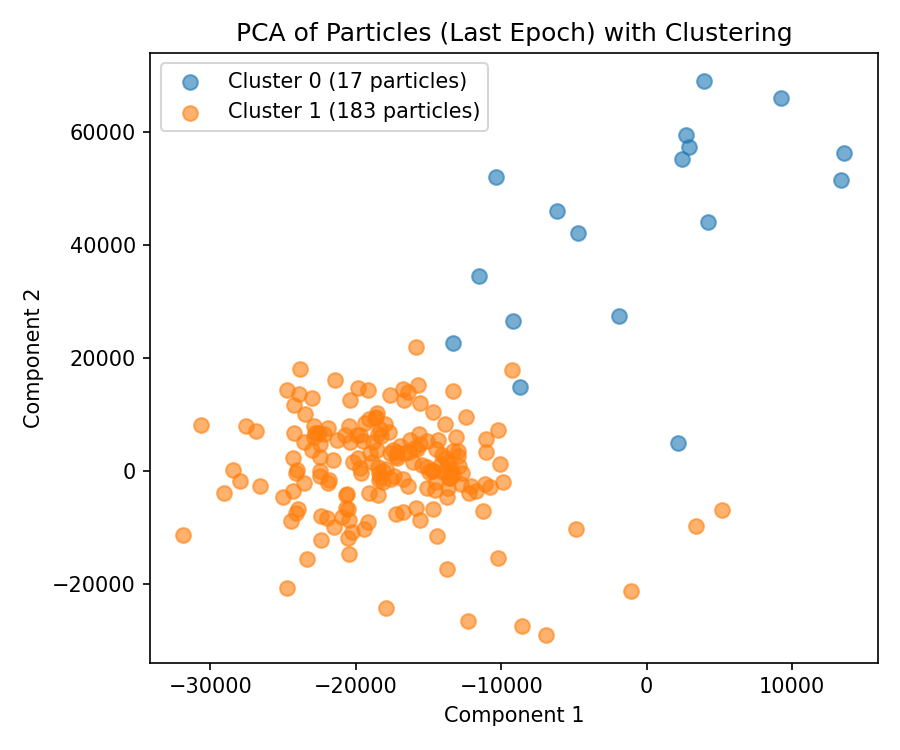 PCA of Particles (Last Epoch) with Clustering
Cluster 0 (17 particles)
Cluster 1 (183 particles)
60000
40000
20000
0
−20000
Component 2
−30000 −20000 −10000 0 10000
Component 1